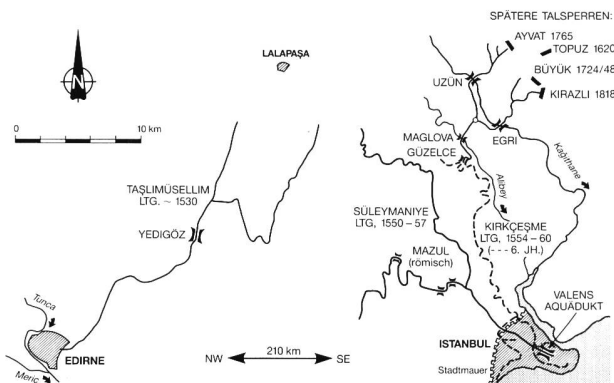 SPÄTERE TALSPERREN:
AYVAT 1765
TOPUZ 1620
BÜYÜK 1724/48
KIRAZLI 1818
UZÜN
LALAPAŞA
N
0 10 km
MAGLOVA
GÜZELCE
EGRI
Kağıthane
Alibey
TAŞLIMÜSELLIM
LTG. ~ 1530
YEDIGÖZ
SÜLEYMANIYE
LTG, 1550 – 57
KIRKÇEŞME
LTG, 1554 – 60
(--- 6. JH.)
MAZUL
(römisch)
VALENS
AQUÄDUKT
Tunca
EDIRNE
Meric
NW 210 km SE
ISTANBUL
Stadtmauer